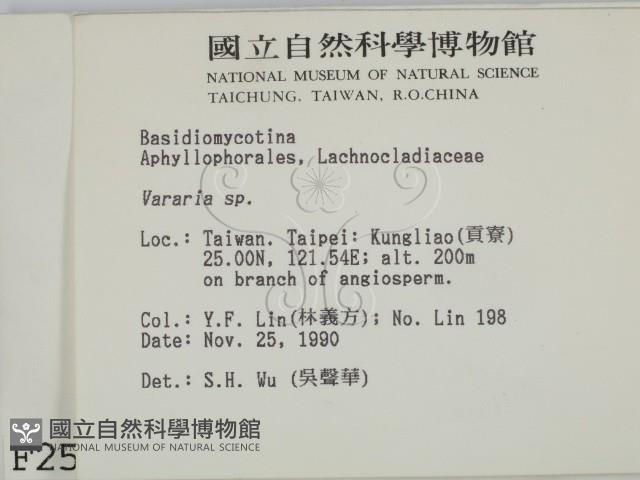 國立自然科學博物館
NATIONAL MUSEUM OF NATURAL SCIENCE
TAICHUNG, TAIWAN, R.O.CHINA
Basidiomycotina
Aphyllophorales, Lachnocladiaceae
Vararia sp.
Loc.: Taiwan. Taipei: Kungliao(貢寮)
25.00N, 121.54E; alt. 200m
on branch of angiosperm.
Col.: Y.F. Lin(林義方); No. Lin 198
Date: Nov. 25, 1990
Det.: S.H. Wu (吳聲華)
國立自然科學博物館
NATIONAL MUSEUM OF NATURAL SCIENCE
F25